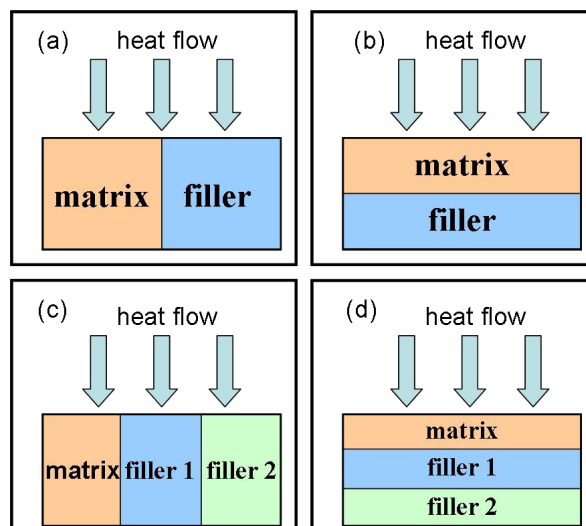 (a)
heat flow
matrix
filler
(b)
heat flow
matrix
filler
(c)
heat flow
matrix
filler 1
filler 2
(d)
heat flow
matrix
filler 1
filler 2